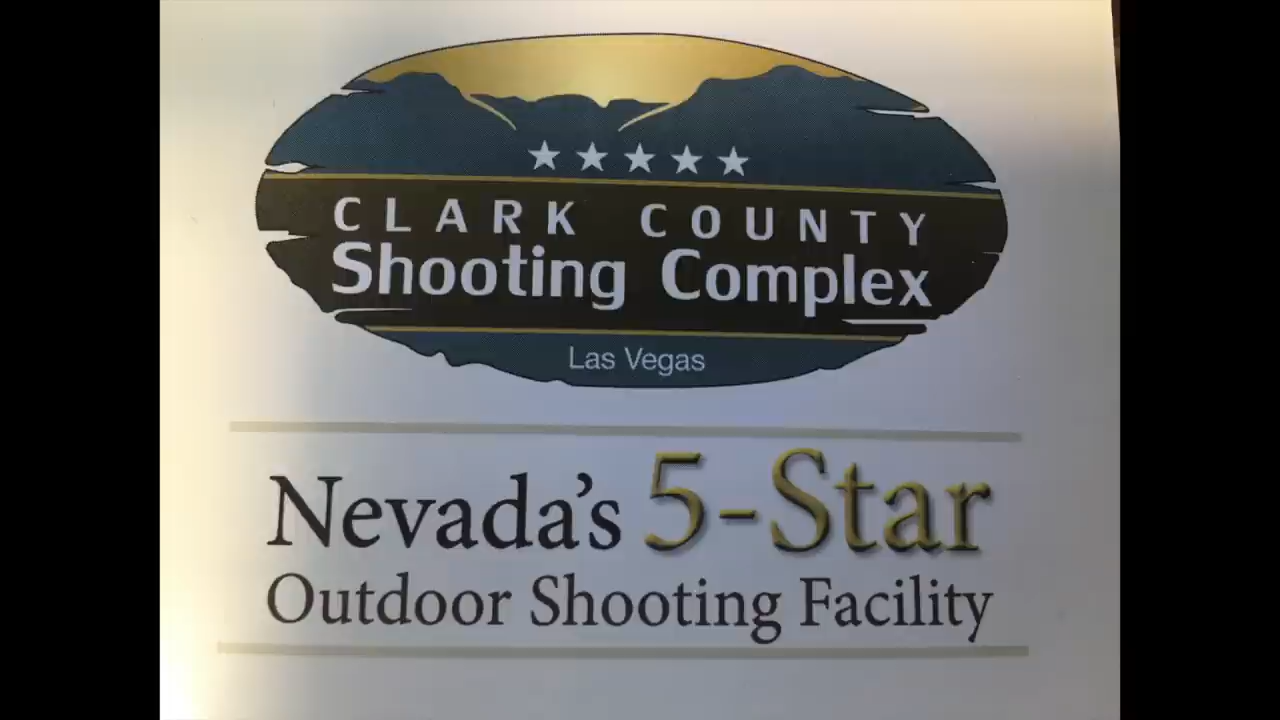 CLARK COUNTY
Shooting Complex
Las Vegas
Nevada's 5-Star
Outdoor Shooting Facility